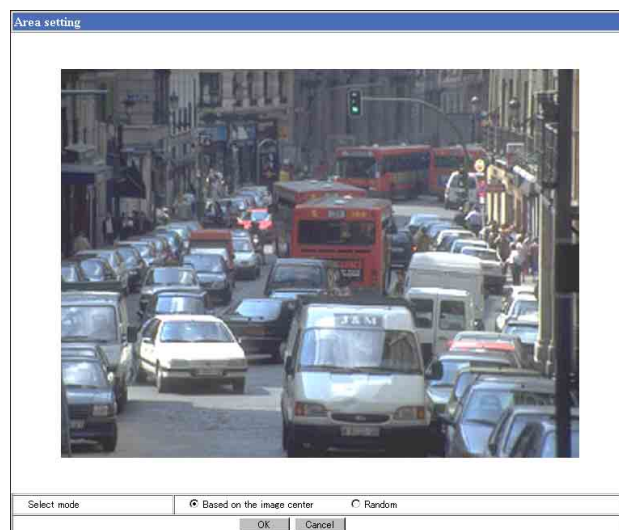 Area setting
J&M
Select mode
Based on the image center
Random
OK
Cancel